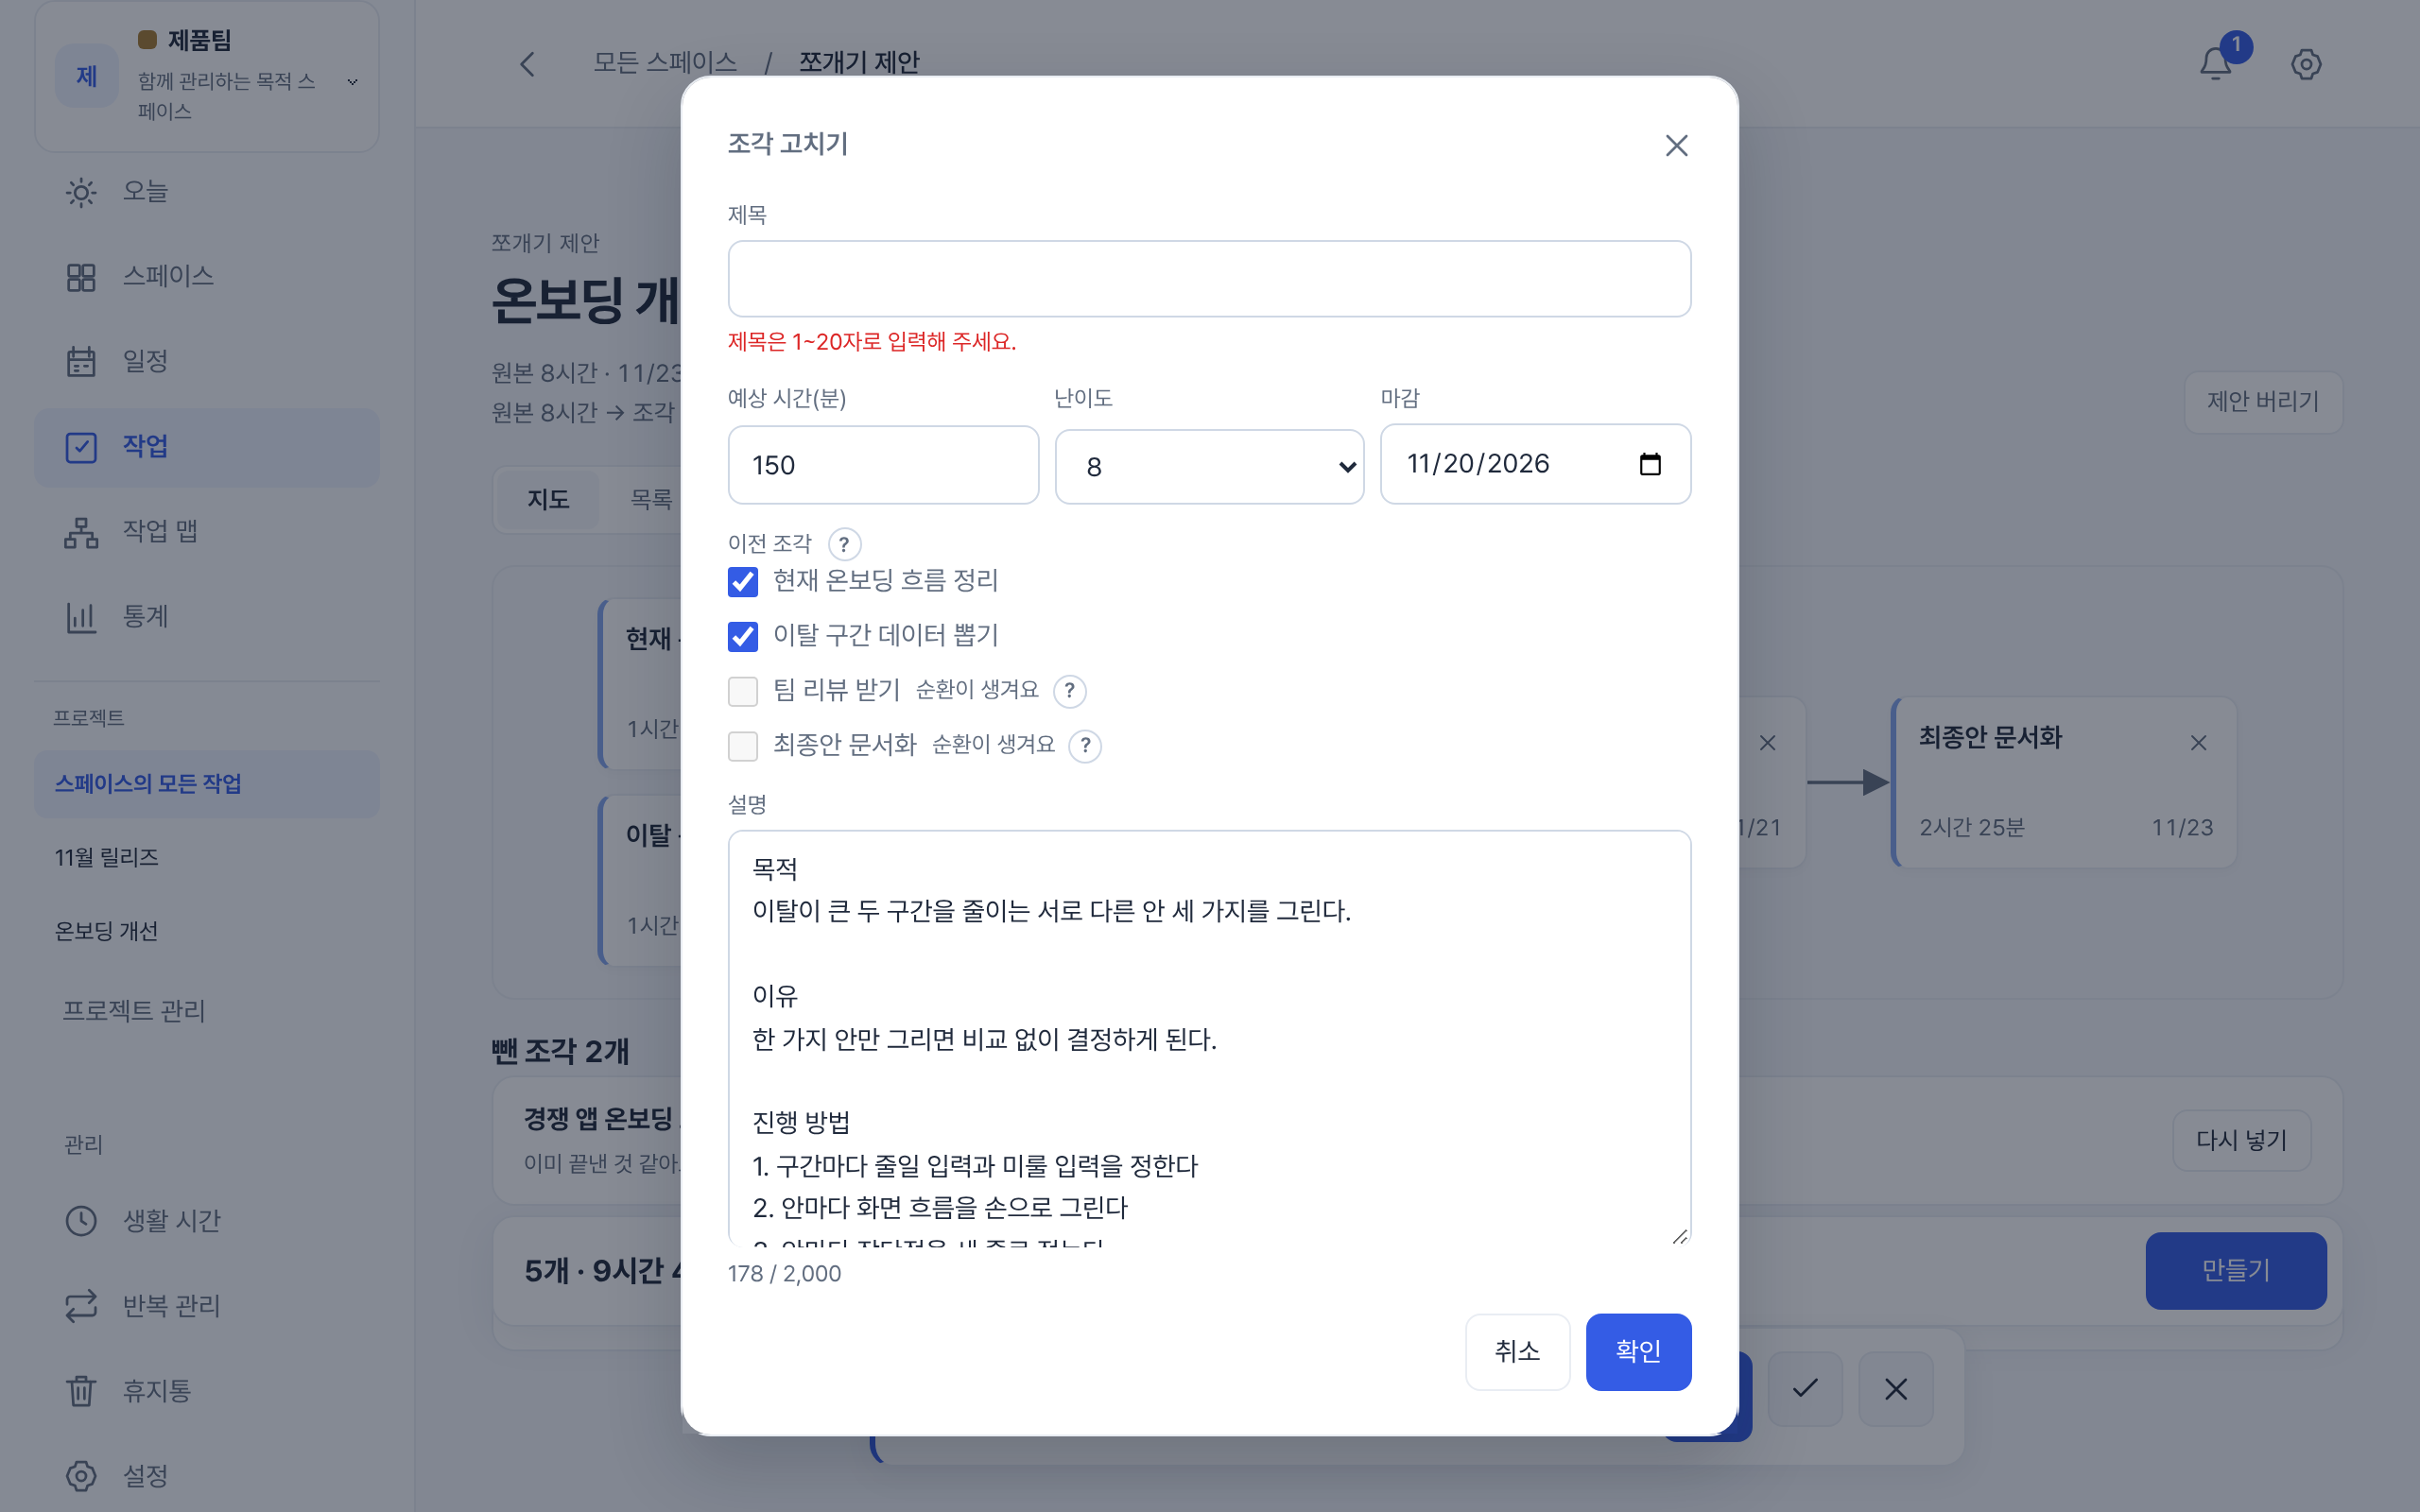 제
제품팀
함께 관리하는 목적 스
페이스
오늘
스페이스
일정
작업
작업 맵
통계
프로젝트
스페이스의 모든 작업
11월 릴리즈
온보딩 개선
프로젝트 관리
관리
생활 시간
반복 관리
휴지통
설정
모든 스페이스 / 쪼개기 제안
1
쪼개기 제안
온보딩 개
원본 8시간 · 11/23
원본 8시간 → 조각
제안 버리기
지도 목록
현재
1시간
이탈
1시간
1/21
최종안 문서화
2시간 25분 11/23
뺀 조각 2개
경쟁 앱 온보딩
이미 끝낸 것 같아
다시 넣기
5개 · 9시간 4
만들기
조각 고치기
제목
제목은 1~20자로 입력해 주세요.
예상 시간(분) 난이도 마감
150 8 11/20/2026
이전 조각 ?
현재 온보딩 흐름 정리
이탈 구간 데이터 뽑기
팀 리뷰 받기 순환이 생겨요 ?
최종안 문서화 순환이 생겨요 ?
설명
목적
이탈이 큰 두 구간을 줄이는 서로 다른 안 세 가지를 그린다.
이유
한 가지 안만 그리면 비교 없이 결정하게 된다.
진행 방법
1. 구간마다 줄일 입력과 미룰 입력을 정한다
2. 안마다 화면 흐름을 손으로 그린다
178 / 2,000
취소 확인